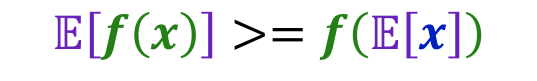 𝔼[f(x)] >= f(𝔼[x])